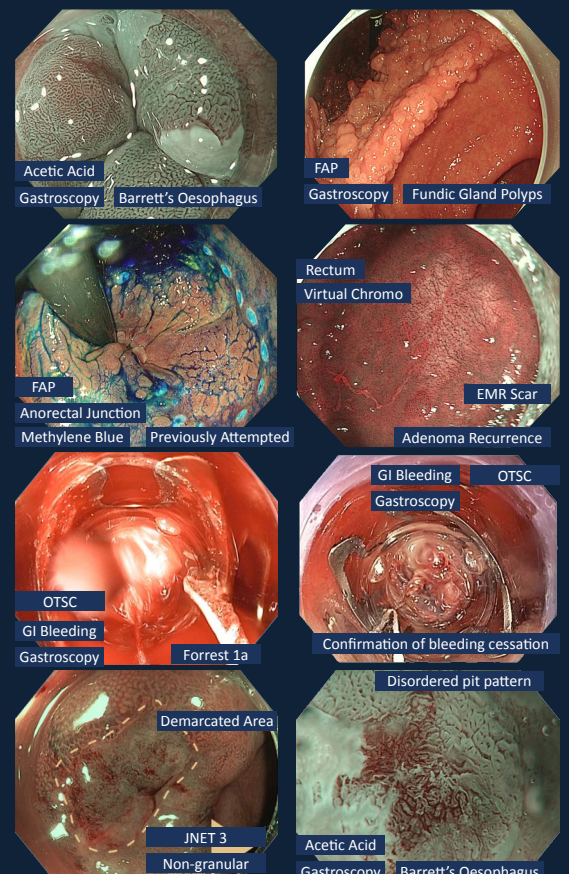 Acetic Acid
Gastroscopy Barrett's Oesophagus
20
FAP
Gastroscopy Fundic Gland Polyps
FAP
Anorectal Junction
Methylene Blue Previously Attempted
Rectum
Virtual Chromo
EMR Scar
Adenoma Recurrence
OTSC
GI Bleeding
Gastroscopy Forrest 1a
GI Bleeding OTSC
Gastroscopy
Confirmation of bleeding cessation
Demarcated Area
JNET 3
Non-granular
Disordered pit pattern
Acetic Acid
Gastroscopy Barrett's Oesophagus